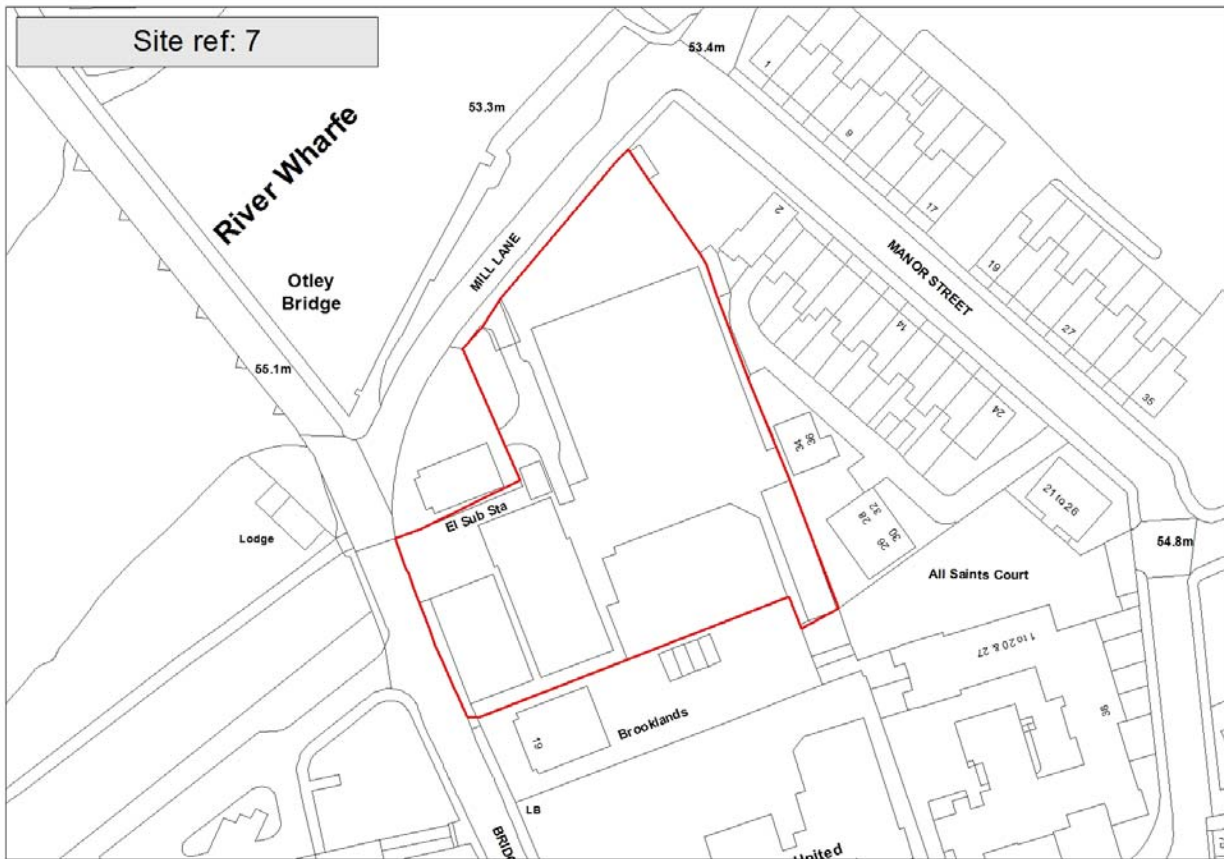 Site ref: 7
53.4m
53.3m
1
9
17
River Wharfe
MILL LANE
2
MANOR STREET
19
27
35
Otley
Bridge
14
24
55.1m
36
34
21 to 26
32
28
30
26
El Sub Sta
Lodge
54.8m
All Saints Court
1 to 20 & 27
38
Brooklands
19
LB
United